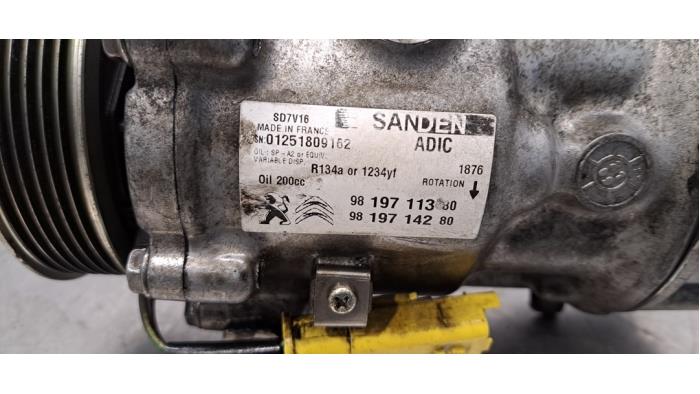 SD7V16
MADE IN FRANCE
SANDEN
SN:01251809162
ADIC
OIL: SP-A2 or EQUIV.
VARIABLE DISP.
R134a or 1234yf
1876
Oil 200cc
ROTATION ↓
98 197 113 80
98 197 142 80